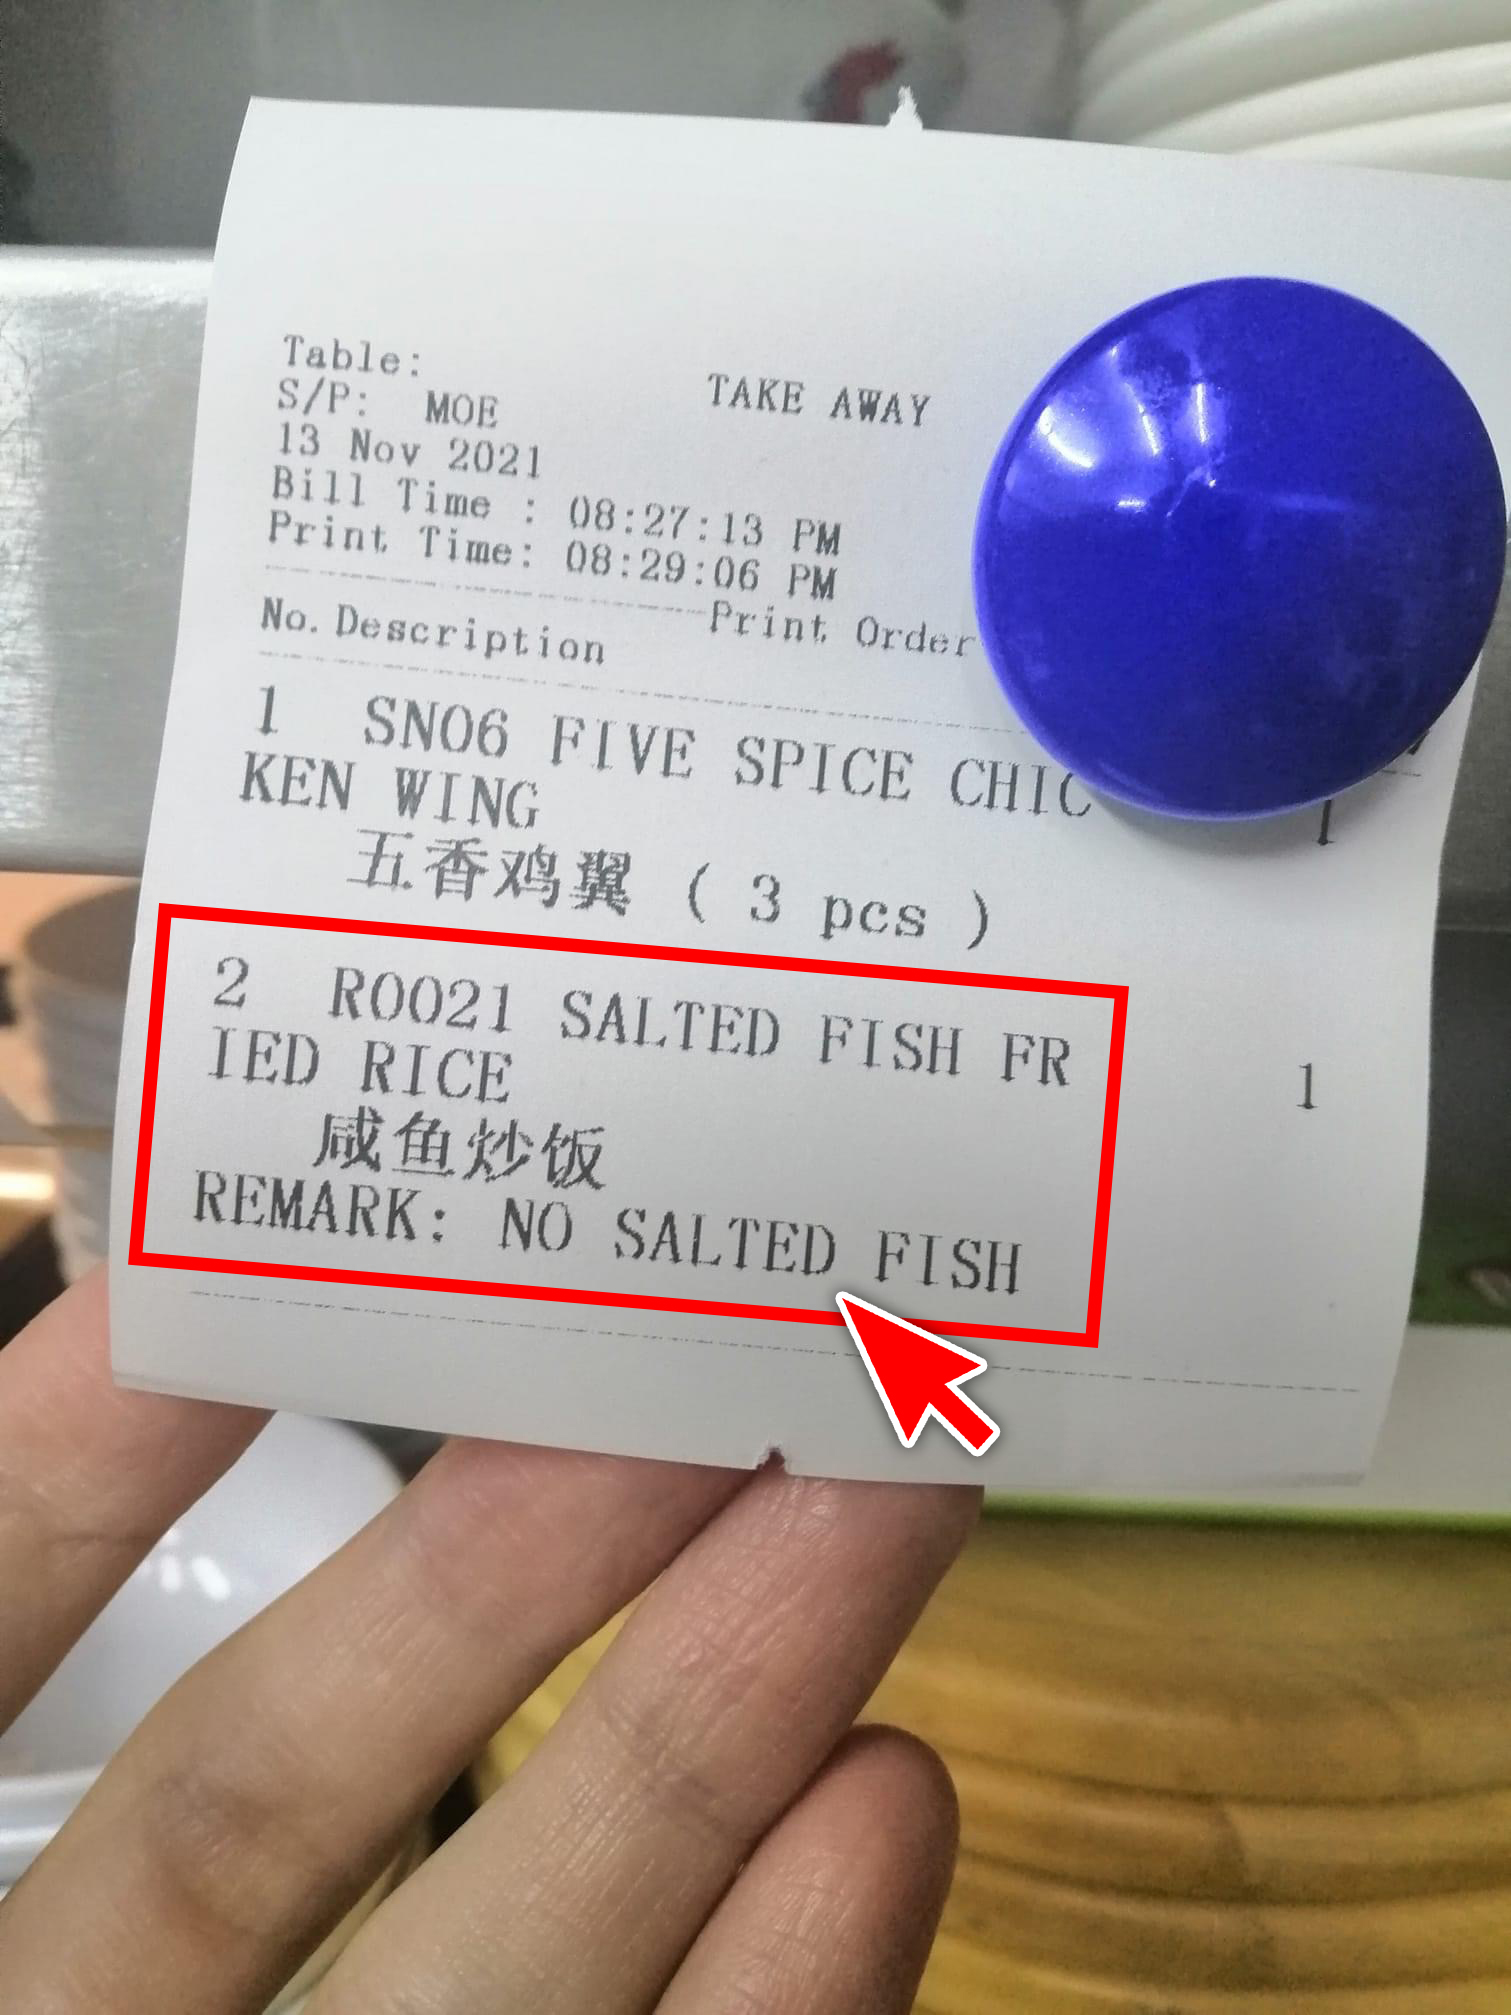 Table:
S/P: MOE TAKE AWAY
13 Nov 2021
Bill Time : 08:27:13 PM
Print Time: 08:29:06 PM
Print Order
No. Description
1 SN06 FIVE SPICE CHIC 1
KEN WING
五香鸡翼 ( 3 pcs )
2 R0021 SALTED FISH FR 1
IED RICE
咸鱼炒饭
REMARK: NO SALTED FISH